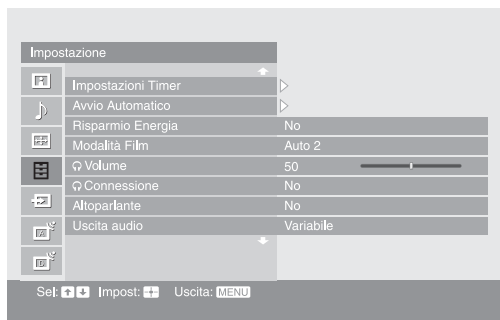 Impostazione
Impostazioni Timer
Avvio Automatico
Risparmio Energia No
Modalità Film Auto 2
Volume 50
Connessione No
Altoparlante No
Uscita audio Variabile
Sel: Impost: Uscita: MENU